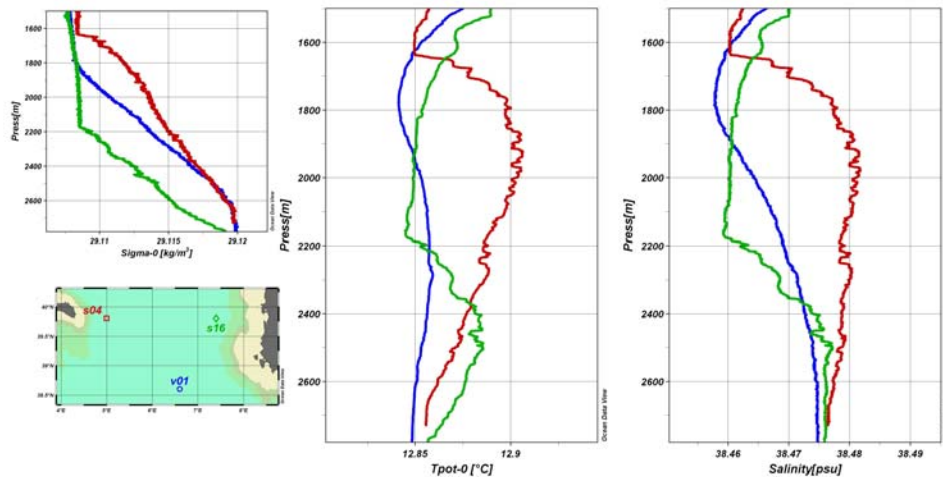 1600
1800
2000
2200
2400
2600
Press[m]
29.11
29.115
29.12
Sigma-0 [kg/m³]
Ocean Data View
40°N
39.5°N
39°N
38.5°N
4°E
5°E
6°E
7°E
8°E
s04
s16
v01
Ocean Data View
1600
1800
2000
2200
2400
2600
Press[m]
12.85
12.9
Tpot-0 [°C]
Ocean Data View
1600
1800
2000
2200
2400
2600
Press[m]
38.46
38.47
38.48
38.49
Salinity[psu]